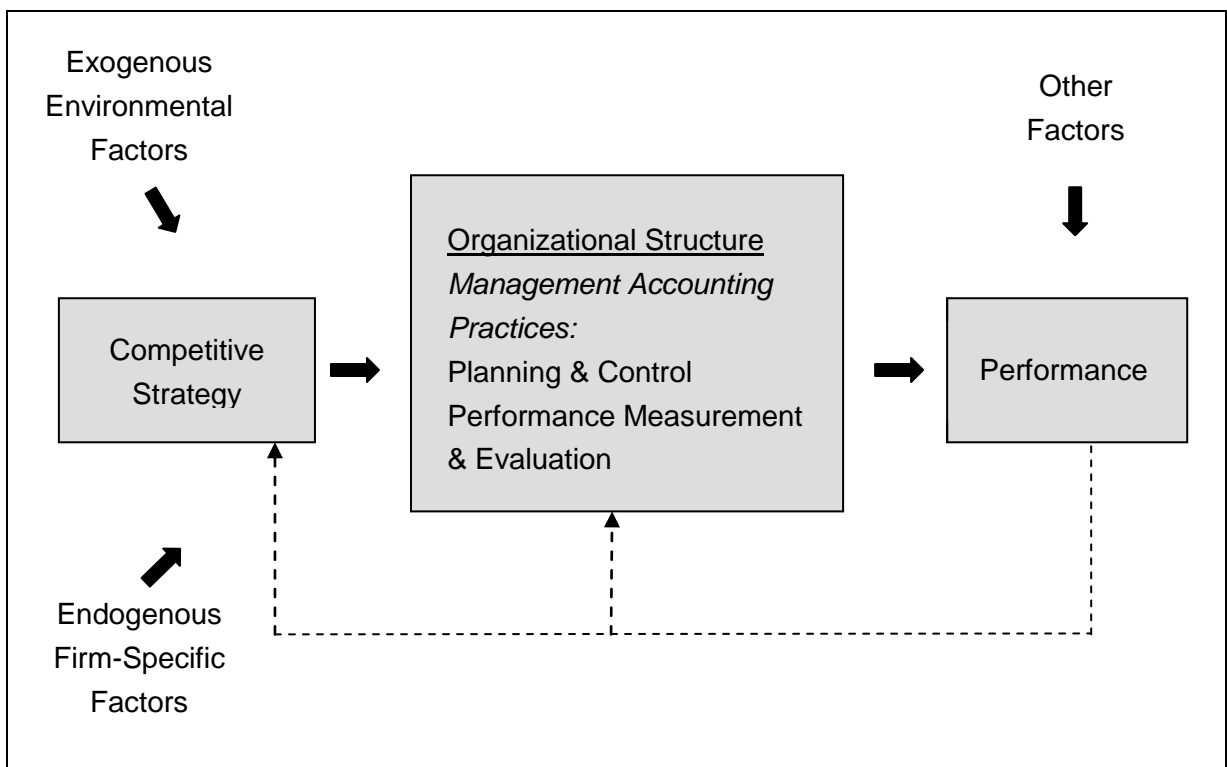 Exogenous
Environmental
Factors
Other
Factors
Competitive
Strategy
Organizational Structure
Management Accounting
Practices:
Planning & Control
Performance Measurement
& Evaluation
Performance
Endogenous
Firm-Specific
Factors